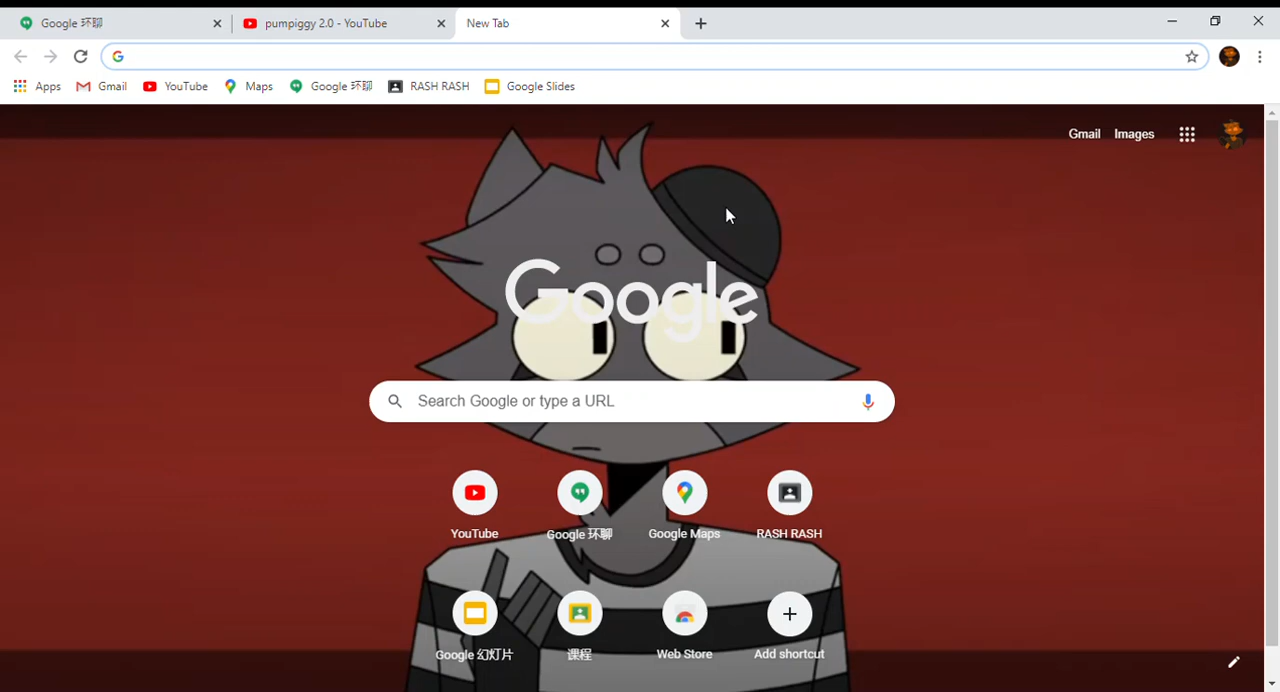 Google 环聊
pumpiggy 2.0 - YouTube
New Tab
Apps Gmail YouTube Maps Google 环聊 RASH RASH Google Slides
Gmail Images
Google
Search Google or type a URL
YouTube Google 环聊 Google Maps RASH RASH
Google 幻灯片 课程 Web Store Add shortcut